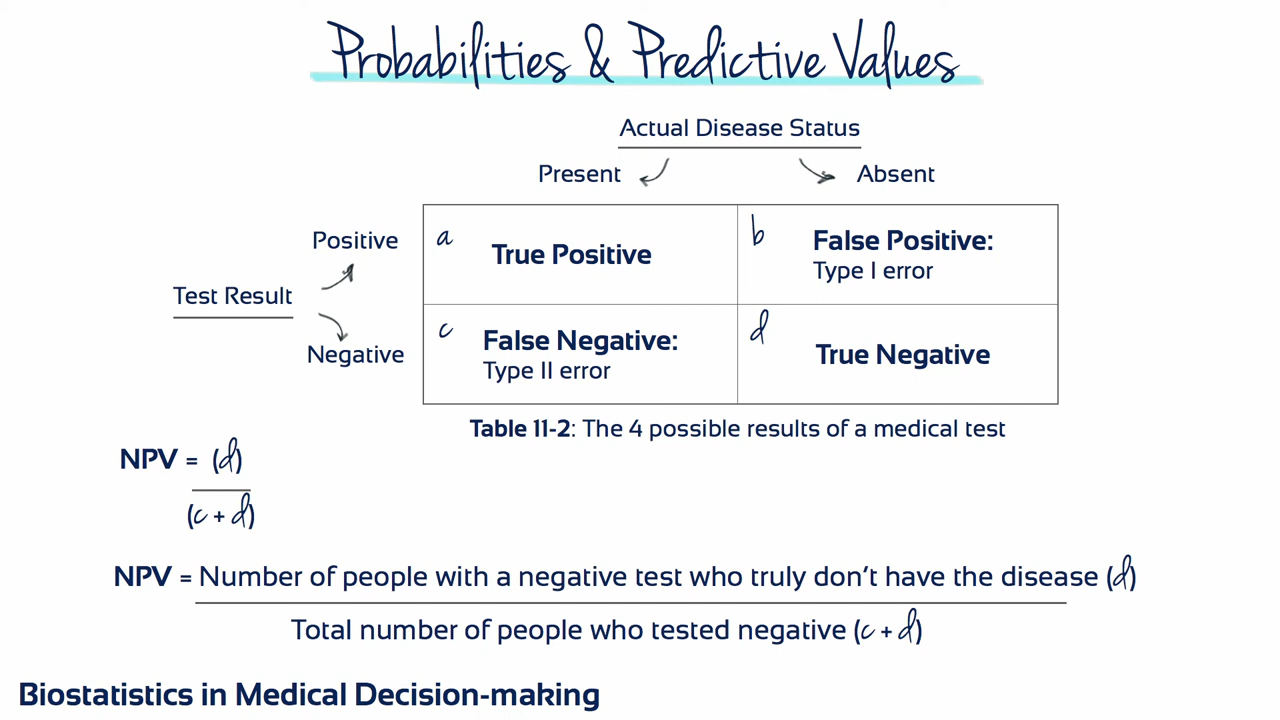 Probabilities & Predictive Values
Actual Disease Status
Present
Absent
Test Result
Positive
Negative
a
True Positive
b
False Positive:
Type I error
c
False Negative:
Type II error
d
True Negative
Table 11-2: The 4 possible results of a medical test
NPV = (d)
(c + d)
NPV = Number of people with a negative test who truly don't have the disease (d)
Total number of people who tested negative (c + d)
Biostatistics in Medical Decision-making